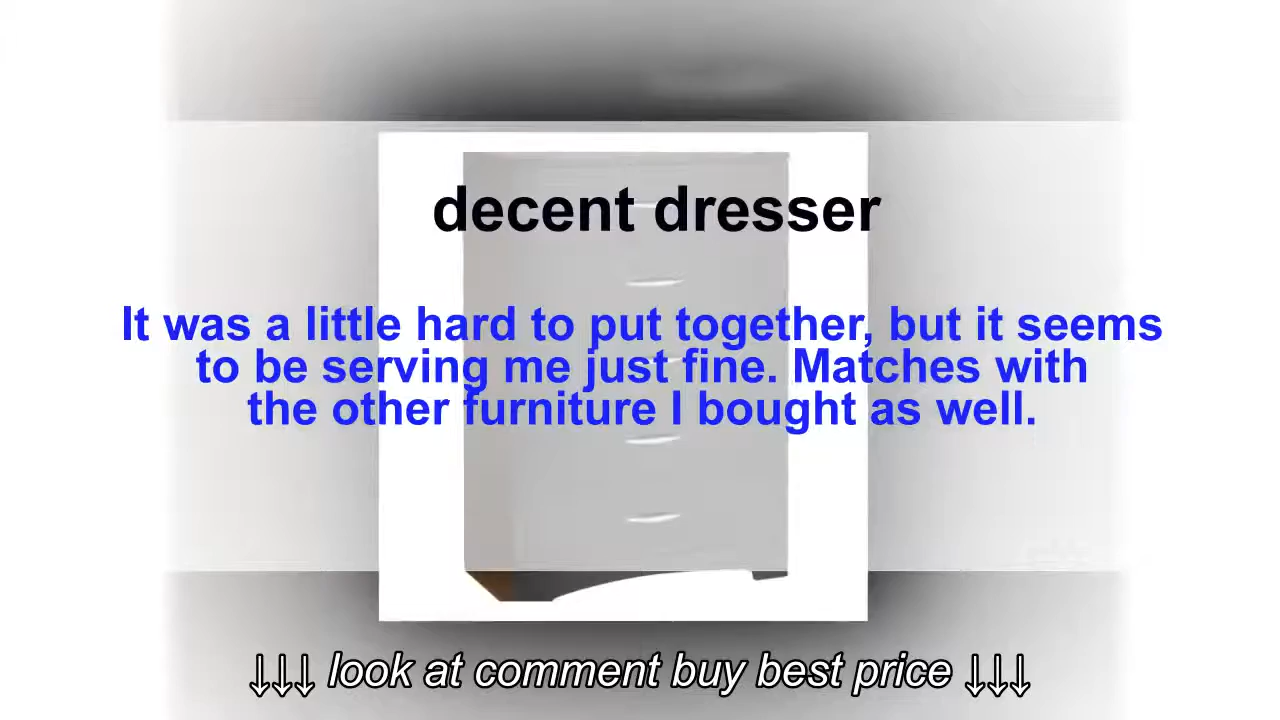 decent dresser
It was a little hard to put together, but it seems
to be serving me just fine. Matches with
the other furniture I bought as well.
↓↓↓ look at comment buy best price ↓↓↓